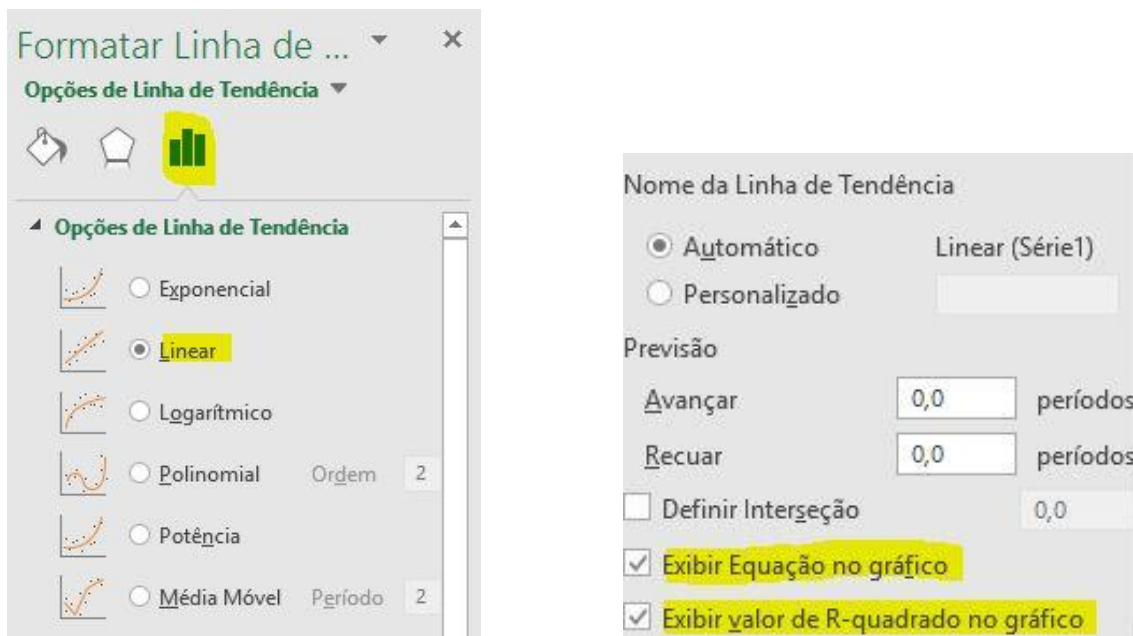 Formatar Linha de ...
Opções de Linha de Tendência
Opções de Linha de Tendência
Exponencial
Linear
Logarítmico
Polinomial Ordem 2
Potência
Média Móvel Período 2
Nome da Linha de Tendência
Automático Linear (Série1)
Personalizado
Previsão
Avançar 0,0 períodos
Recuar 0,0 períodos
Definir Interseção 0,0
Exibir Equação no gráfico
Exibir valor de R-quadrado no gráfico